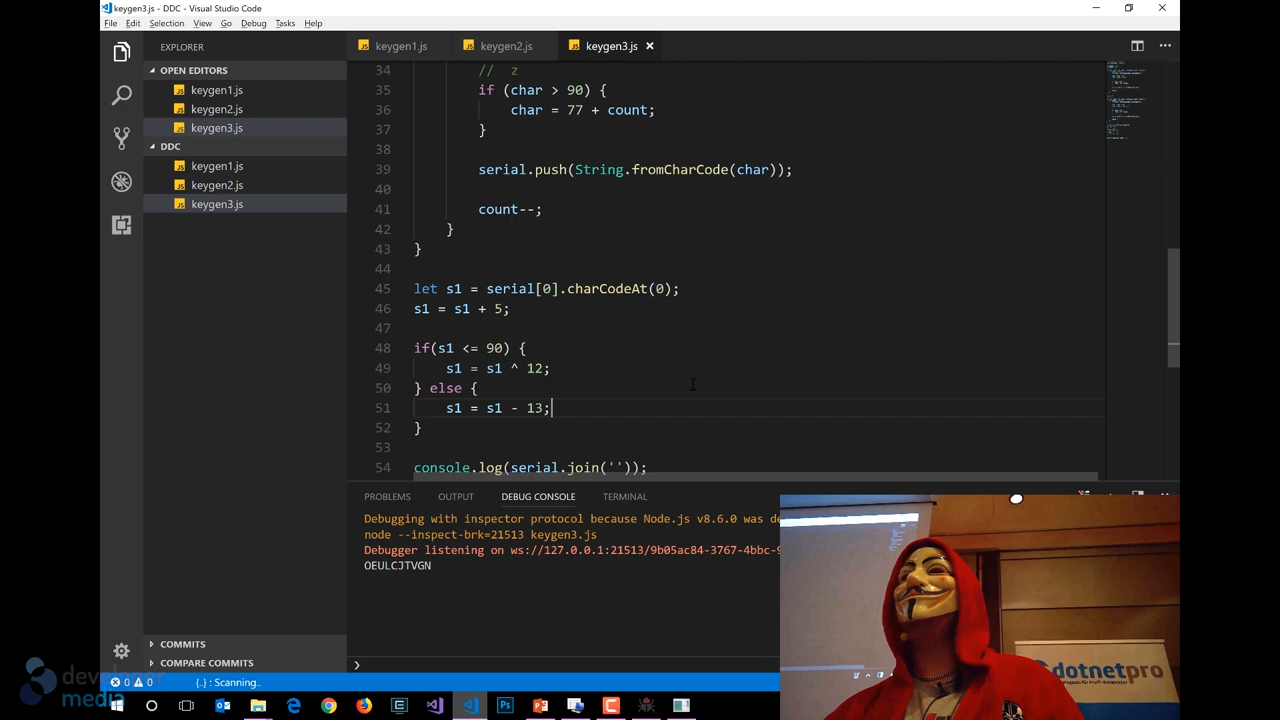 keygen3.js - DDC - Visual Studio Code
File Edit Selection View Go Debug Tasks Help
EXPLORER
OPEN EDITORS
keygen1.js
keygen2.js
keygen3.js
DDC
keygen1.js
keygen2.js
keygen3.js
COMMITS
COMPARE COMMITS
keygen1.js keygen2.js keygen3.js
34 // z
35 if (char > 90) {
36 char = 77 + count;
37 }
38
39 serial.push(String.fromCharCode(char));
40
41 count--;
42 }
43 }
44
45 let s1 = serial[0].charCodeAt(0);
46 s1 = s1 + 5;
47
48 if(s1 <= 90) {
49 s1 = s1 ^ 12;
50 } else {
51 s1 = s1 - 13;
52 }
53
54 console.log(serial.join(''));
PROBLEMS OUTPUT DEBUG CONSOLE TERMINAL
Debugging with inspector protocol because Node.js v8.6.0 was de
node --inspect-brk=21513 keygen3.js
Debugger listening on ws://127.0.0.1:21513/9b05ac84-3767-4bbc-9
OEULCJTVGN
0 0 {..} : Scanning..
developer
media
dotnetpro